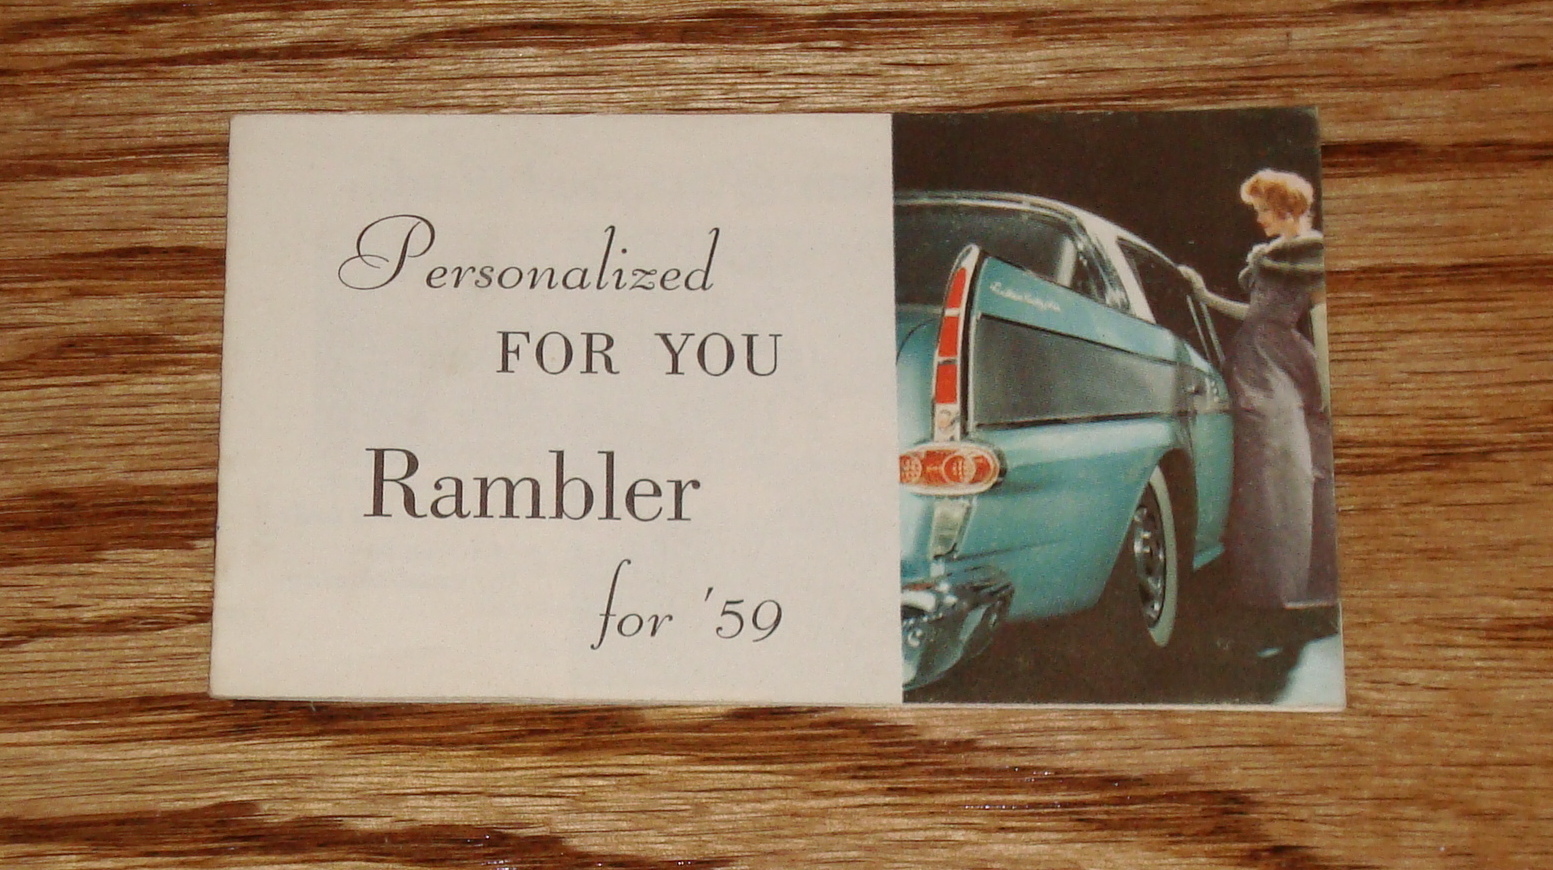 Personalized
FOR YOU
Rambler
for '59